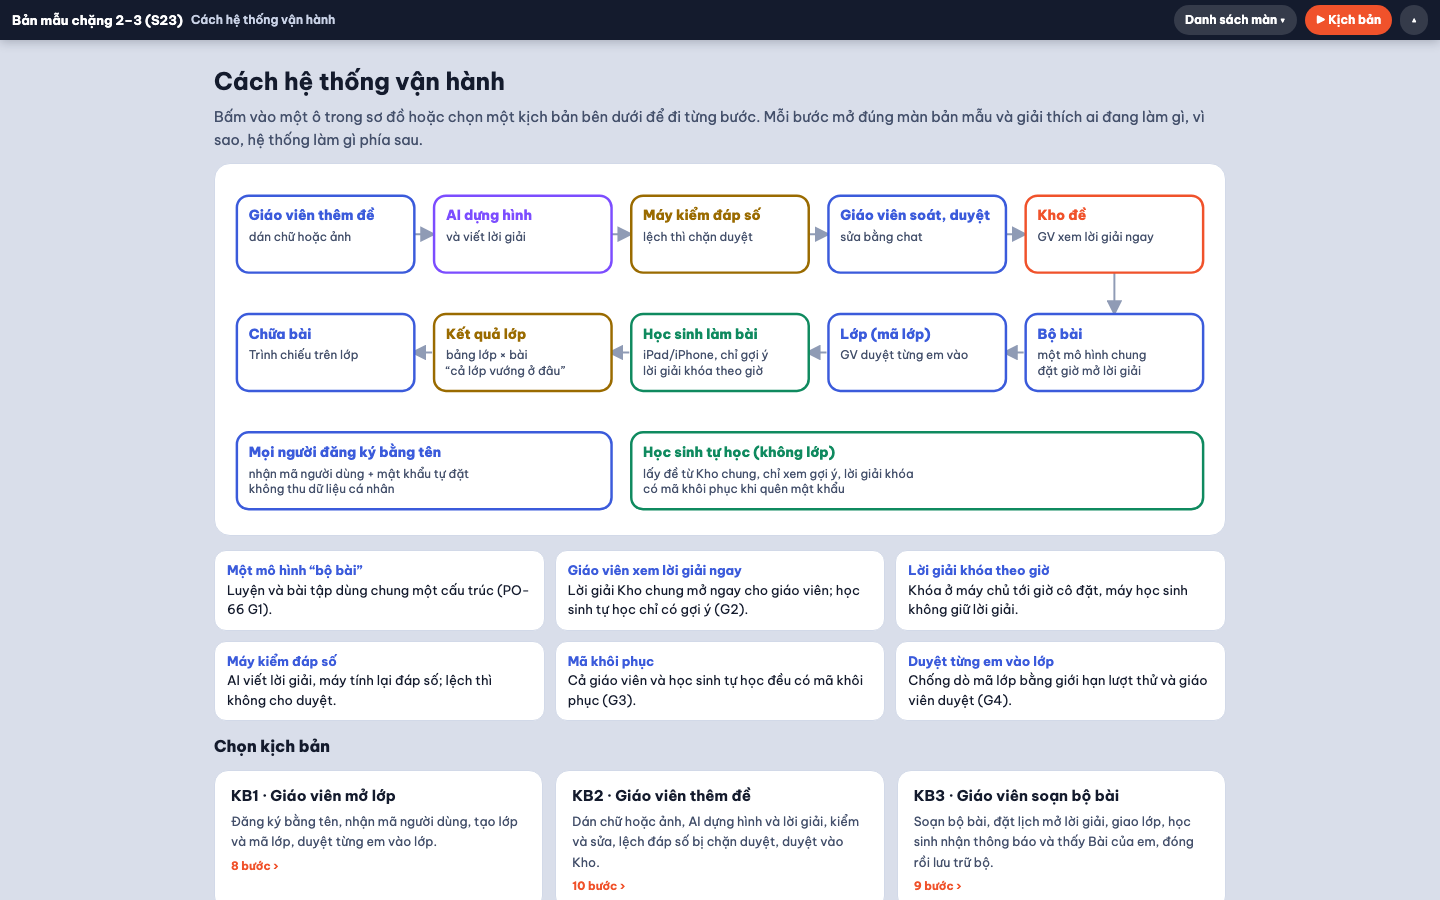 Bản mẫu chặng 2–3 (S23) Cách hệ thống vận hành Danh sách màn ▾ ▶ Kịch bản ▴
Cách hệ thống vận hành
Bấm vào một ô trong sơ đồ hoặc chọn một kịch bản bên dưới để đi từng bước. Mỗi bước mở đúng màn bản mẫu và giải thích ai đang làm gì, vì
sao, hệ thống làm gì phía sau.
Giáo viên thêm đề
dán chữ hoặc ảnh
AI dựng hình
và viết lời giải
Máy kiểm đáp số
lệch thì chặn duyệt
Giáo viên soát, duyệt
sửa bằng chat
Kho đề
GV xem lời giải ngay
Chữa bài
Trình chiếu trên lớp
Kết quả lớp
bảng lớp × bài
“cả lớp vướng ở đâu”
Học sinh làm bài
iPad/iPhone, chỉ gợi ý
lời giải khóa theo giờ
Lớp (mã lớp)
GV duyệt từng em vào
Bộ bài
một mô hình chung
đặt giờ mở lời giải
Mọi người đăng ký bằng tên
nhận mã người dùng + mật khẩu tự đặt
không thu dữ liệu cá nhân
Học sinh tự học (không lớp)
lấy đề từ Kho chung, chỉ xem gợi ý, lời giải khóa
có mã khôi phục khi quên mật khẩu
Một mô hình “bộ bài”
Luyện và bài tập dùng chung một cấu trúc (PO-
66 G1).
Giáo viên xem lời giải ngay
Lời giải Kho chung mở ngay cho giáo viên; học
sinh tự học chỉ có gợi ý (G2).
Lời giải khóa theo giờ
Khóa ở máy chủ tới giờ cô đặt, máy học sinh
không giữ lời giải.
Máy kiểm đáp số
AI viết lời giải, máy tính lại đáp số; lệch thì
không cho duyệt.
Mã khôi phục
Cả giáo viên và học sinh tự học đều có mã khôi
phục (G3).
Duyệt từng em vào lớp
Chống dò mã lớp bằng giới hạn lượt thử và giáo
viên duyệt (G4).
Chọn kịch bản
KB1 · Giáo viên mở lớp
Đăng ký bằng tên, nhận mã người dùng, tạo lớp
và mã lớp, duyệt từng em vào lớp.
8 bước ›
KB2 · Giáo viên thêm đề
Dán chữ hoặc ảnh, AI dựng hình và lời giải, kiểm
và sửa, lệch đáp số bị chặn duyệt, duyệt vào
Kho.
10 bước ›
KB3 · Giáo viên soạn bộ bài
Soạn bộ bài, đặt lịch mở lời giải, giao lớp, học
sinh nhận thông báo và thấy Bài của em, đóng
rồi lưu trữ bộ.
9 bước ›